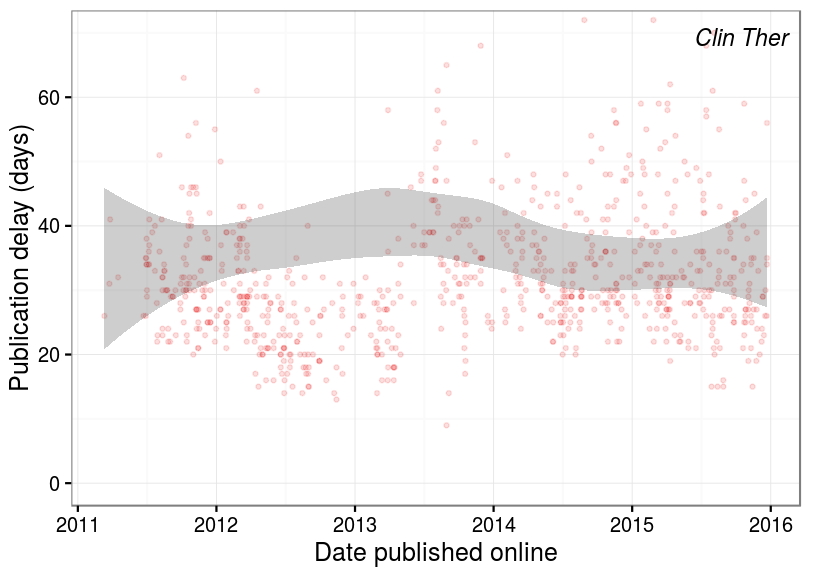 Clin Ther
60
40
20
0
Publication delay (days)
2011 2012 2013 2014 2015 2016
Date published online